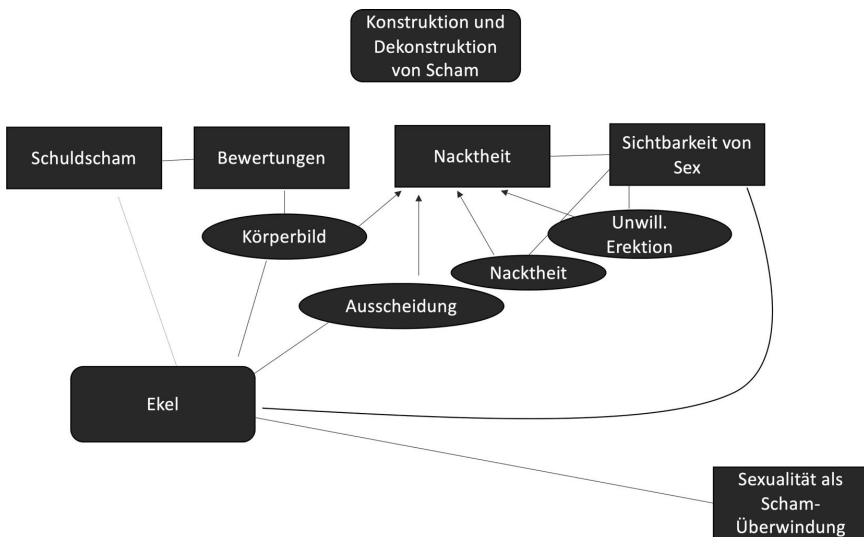 Konstruktion und
Dekonstruktion
von Scham
Schuldscham
Bewertungen
Nacktheit
Sichtbarkeit von
Sex
Körperbild
Unwill.
Erektion
Nacktheit
Ausscheidung
Ekel
Sexualität als
Scham-
Überwindung